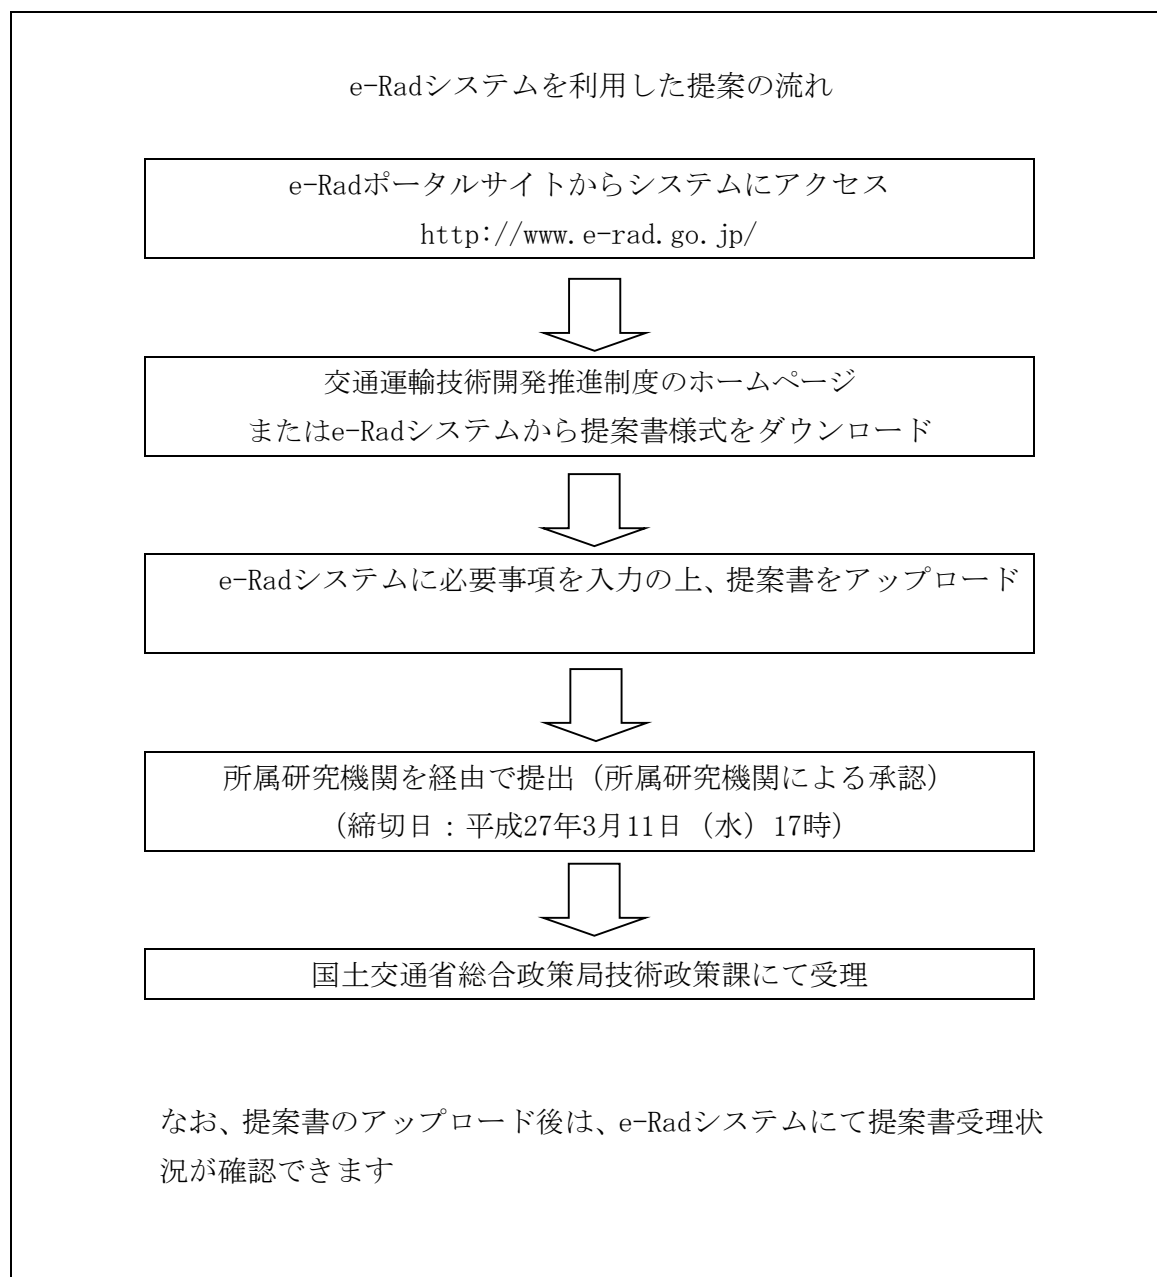 e-Radシステムを利用した提案の流れ
e-Radポータルサイトからシステムにアクセス
http://www.e-rad.go.jp/
交通運輸技術開発推進制度のホームページ
またはe-Radシステムから提案書様式をダウンロード
e-Radシステムに必要事項を入力の上、提案書をアップロード
所属研究機関を経由で提出（所属研究機関による承認）
（締切日：平成27年3月11日（水）17時）
国土交通省総合政策局技術政策課にて受理
なお、提案書のアップロード後は、e-Radシステムにて提案書受理状
況が確認できます